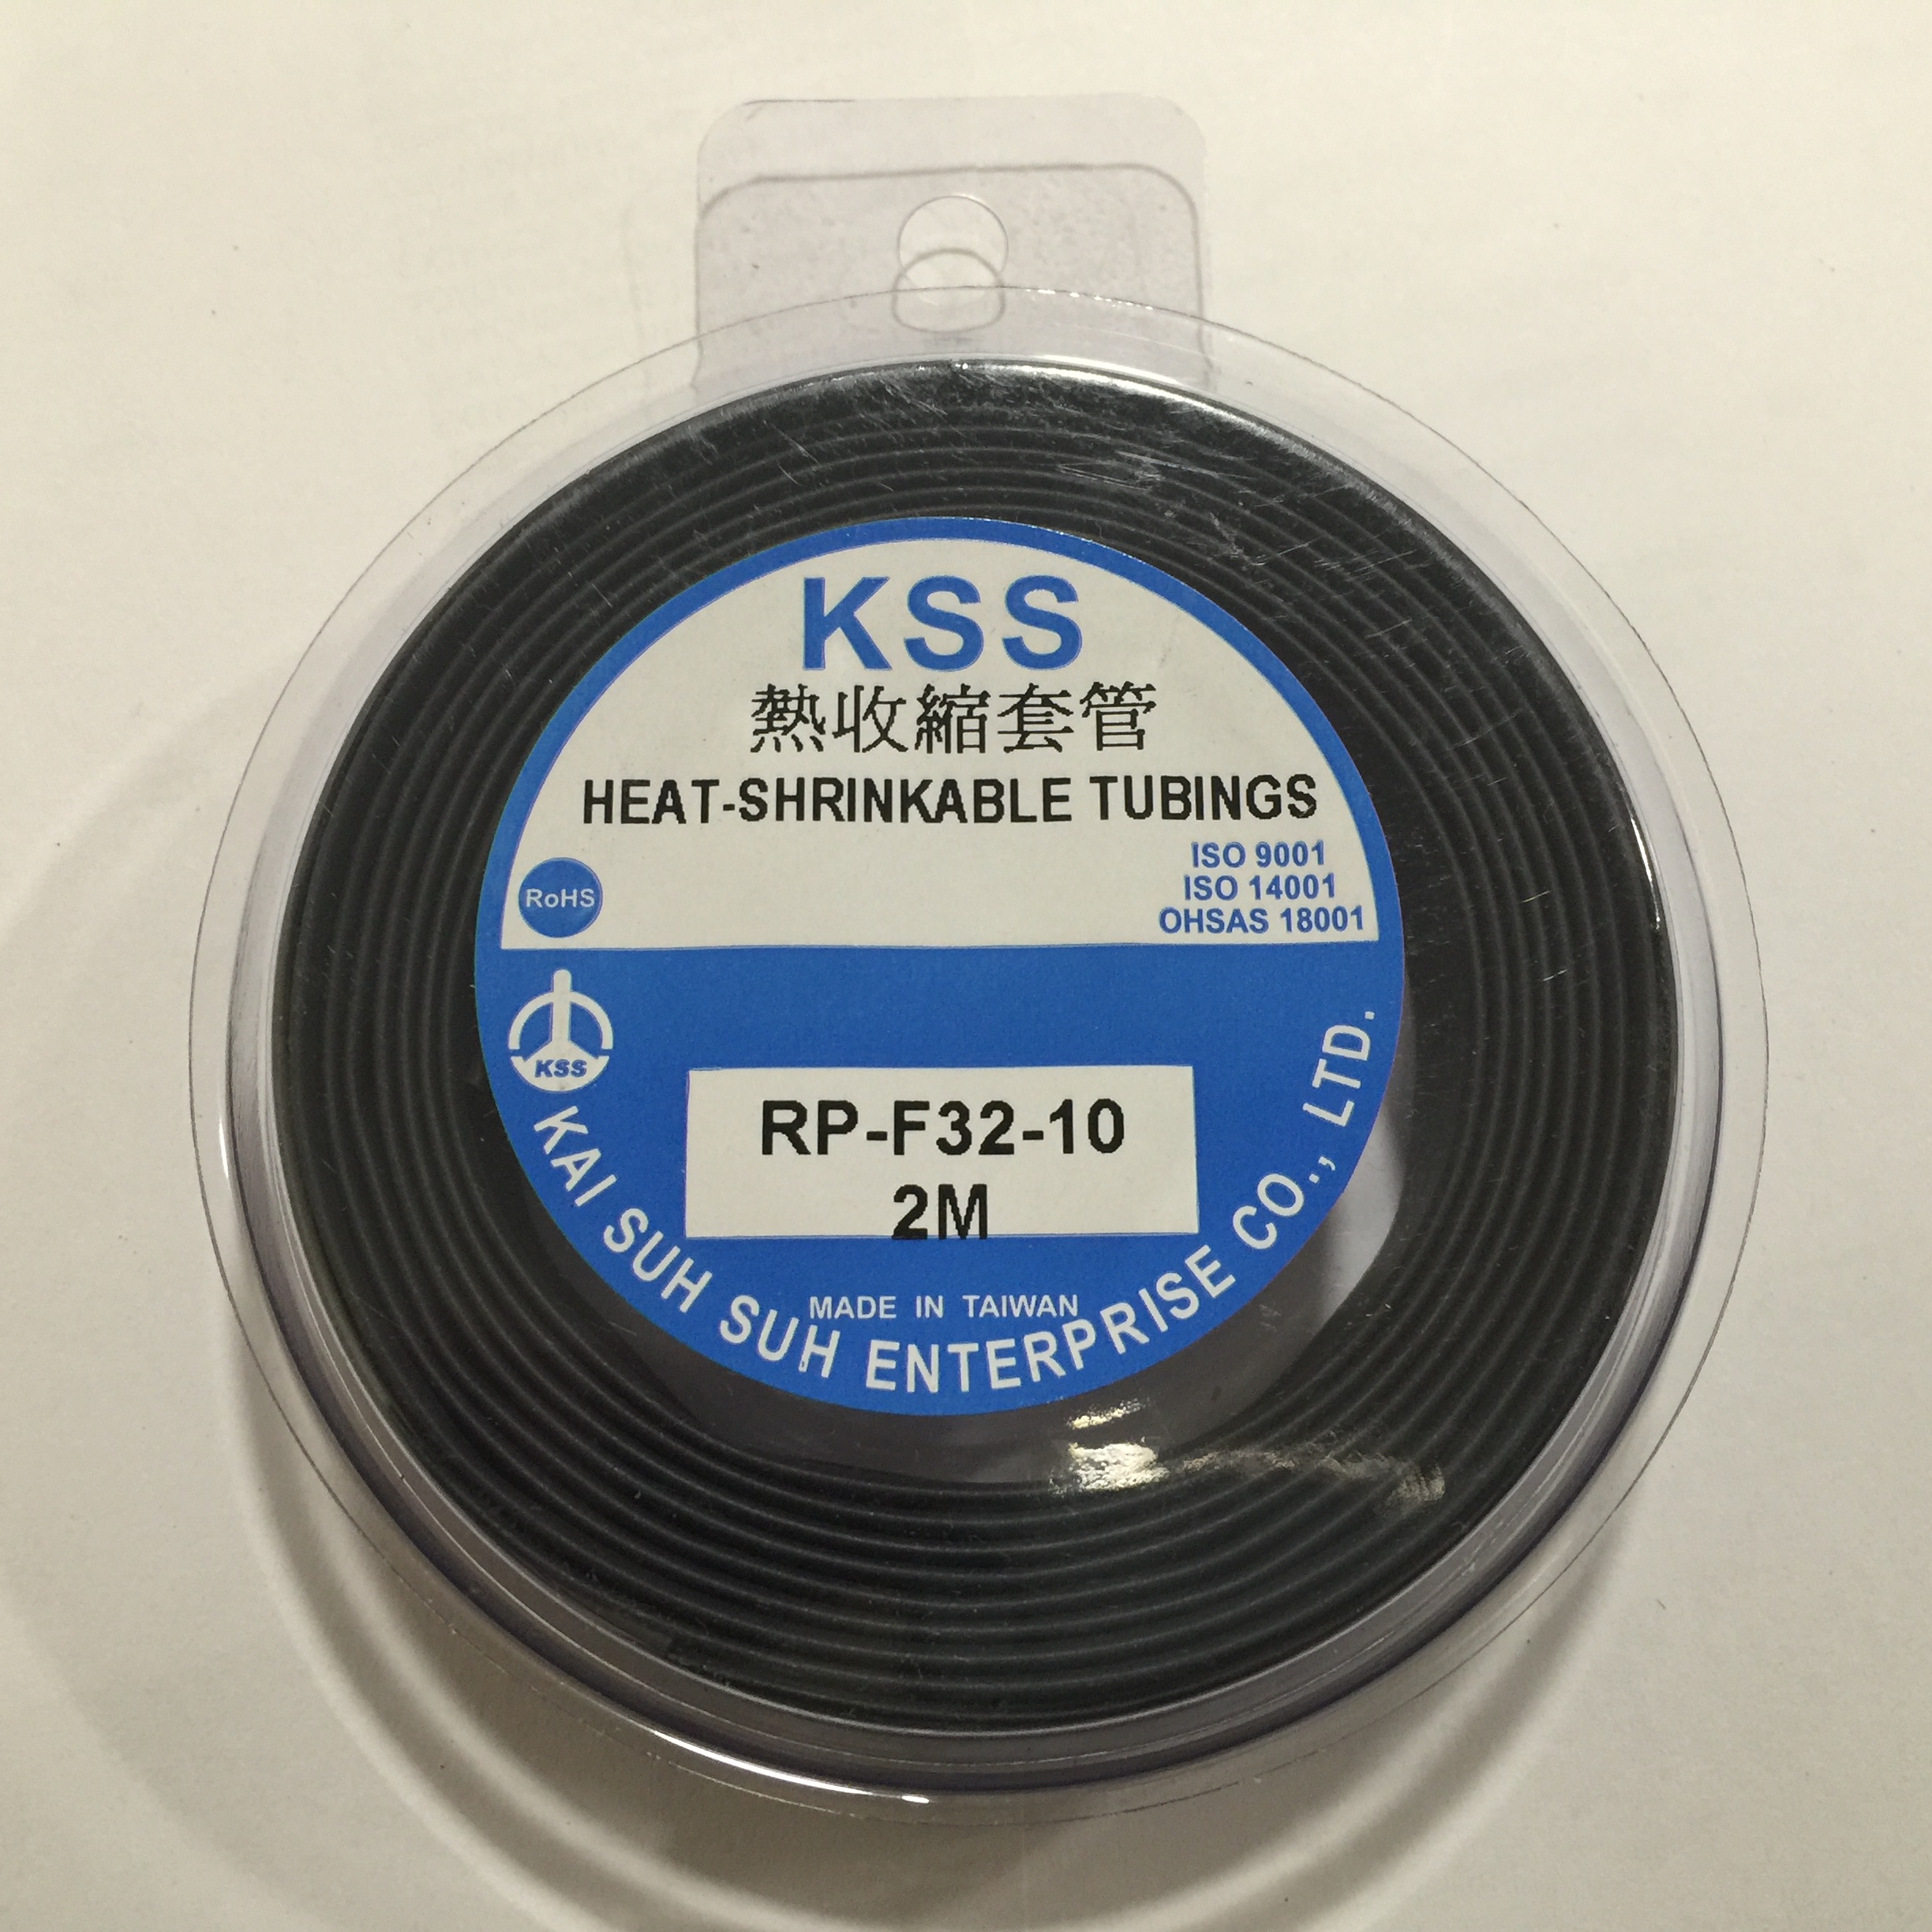 KSS
熱收縮套管
HEAT-SHRINKABLE TUBINGS
ISO 9001
ISO 14001
OHSAS 18001
RoHS
KSS
RP-F32-10
2M
MADE IN TAIWAN
KAI SUH SUH ENTERPRISE CO., LTD.